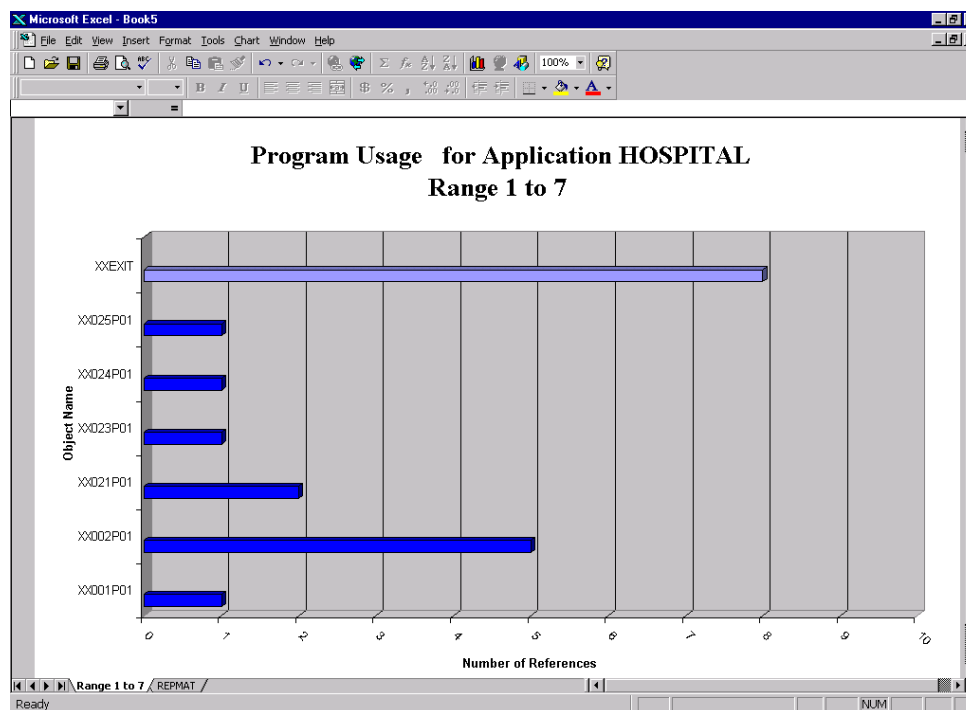 Microsoft Excel - Book5
File Edit View Insert Format Tools Chart Window Help
100%
B I U $ % ,
=
Program Usage for Application HOSPITAL
Range 1 to 7
XXEXIT
XX025P01
XX024P01
XX023P01
XX021P01
XX002P01
XX001P01
Object Name
0 1 2 3 4 5 6 7 8 9 10
Number of References
Range 1 to 7 REPMAT
Ready NUM